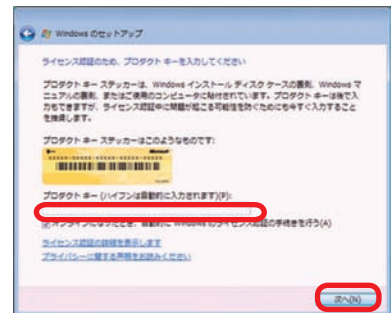 Windows のセットアップ
ライセンス認証のため、プロダクト キーを入力してください
プロダクト キー ステッカーは、Windows インストール ディスク ケースの裏側、Windows マ
ニュアルの裏側、またはご使用のコンピュータに貼付されています。プロダクト キーは後で入
力もできますが、ライセンス認証中に問題が起こる可能性を防ぐためにも今すぐ入力すること
を推奨します。
プロダクト キー ステッカーはこのようなものです:
Microsoft
プロダクト キー (ハイフンは自動的に入力されます)(P):
オンラインになったとき、自動的に Windows のライセンス認証の手続きを行う(A)
ライセンス認証の詳細を表示します
プライバシーに関する声明をお読みください
次へ(N)